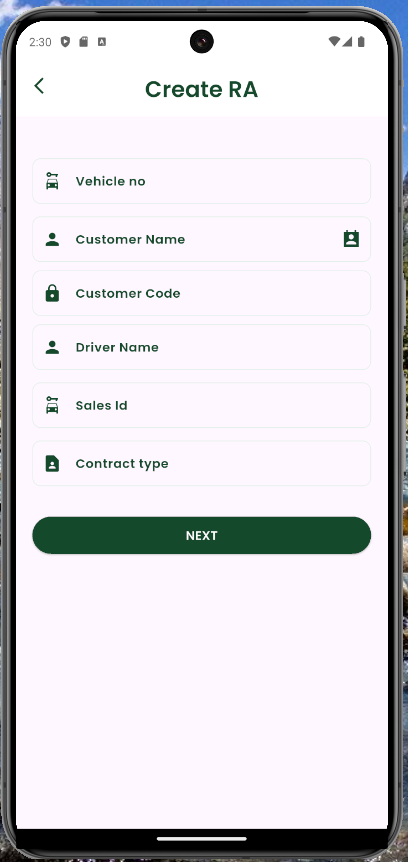 2:30
Create RA
Vehicle no
Customer Name
Customer Code
Driver Name
Sales Id
Contract type
NEXT